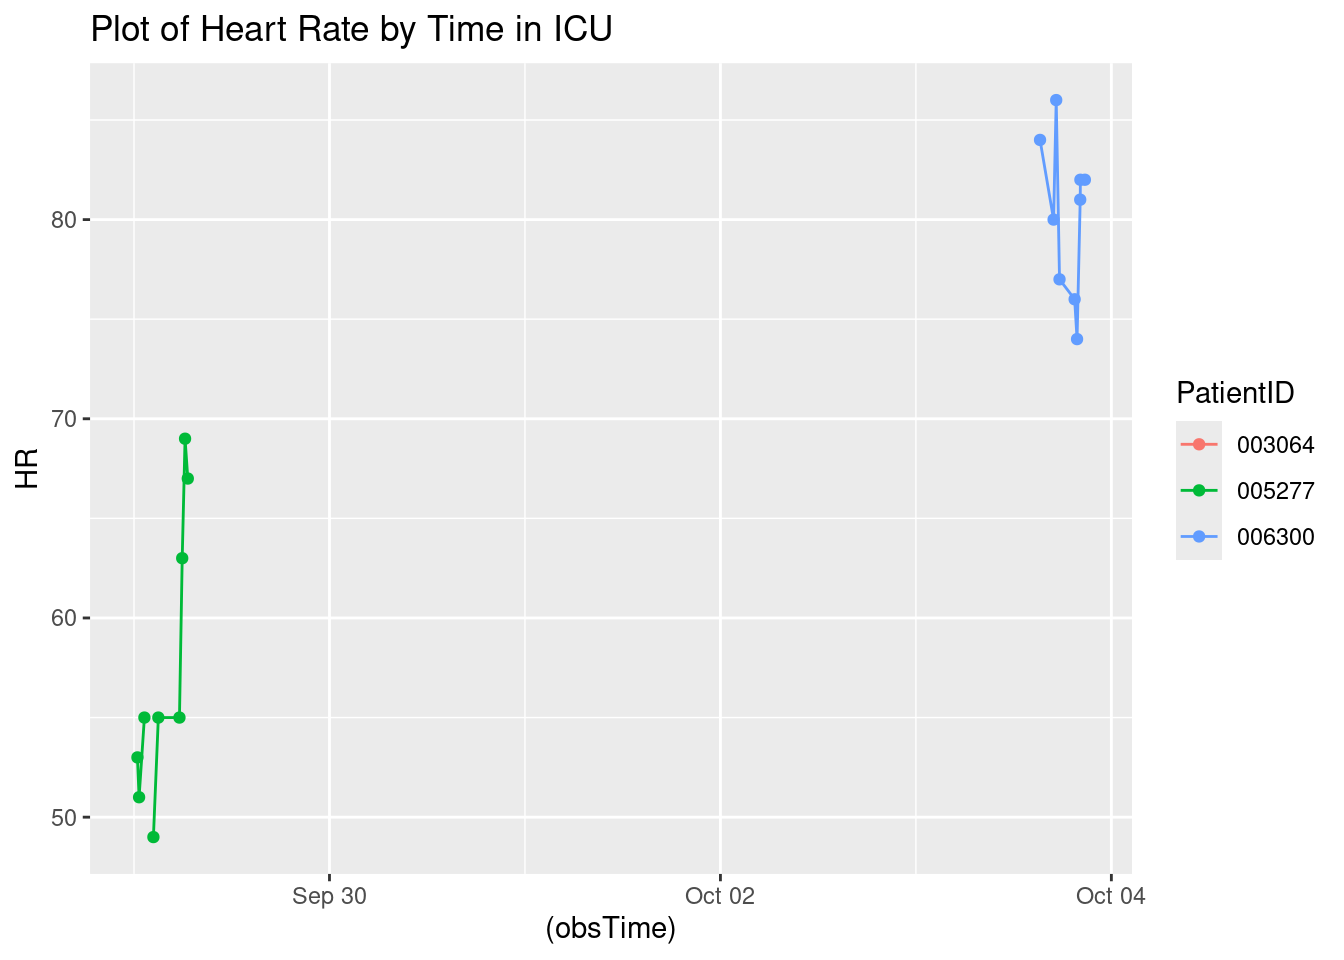 Plot of Heart Rate by Time in ICU
80
70
60
50
HR
Sep 30
Oct 02
Oct 04
(obsTime)
PatientID
003064
005277
006300